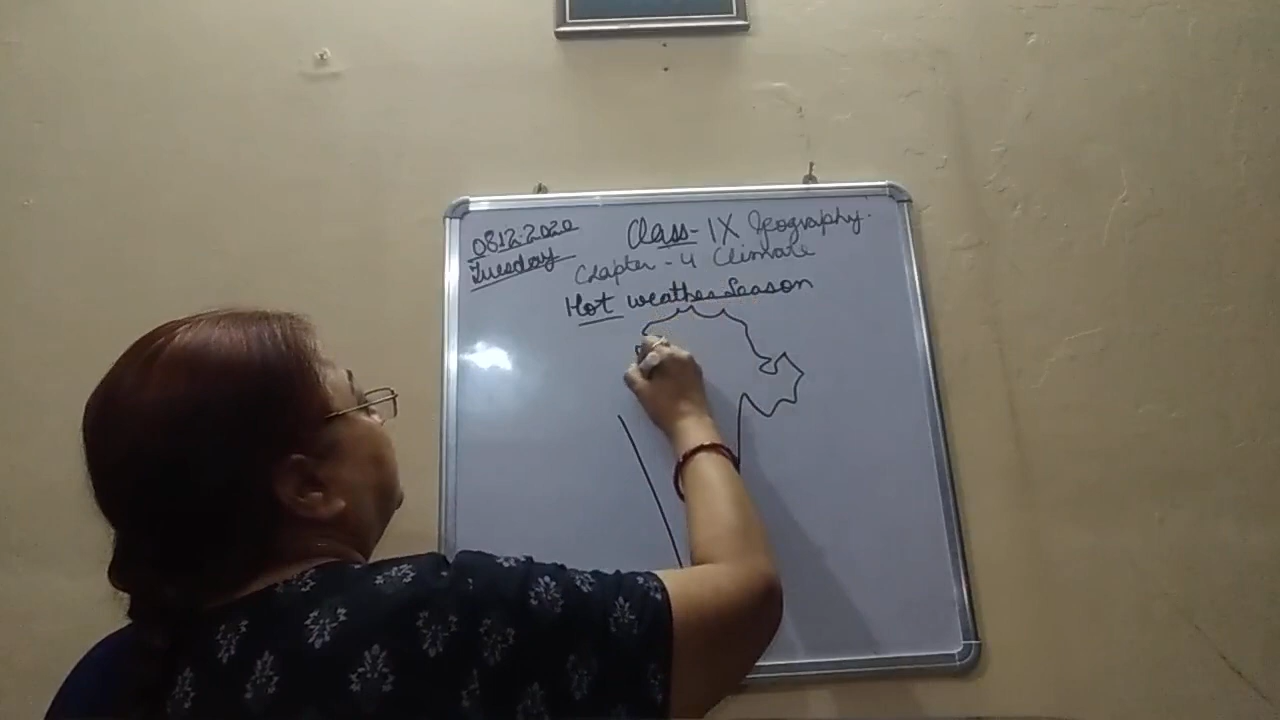 08.12.2020
Tuesday
Class - IX Geography.
Chapter - 4 Climate
Hot weather Season